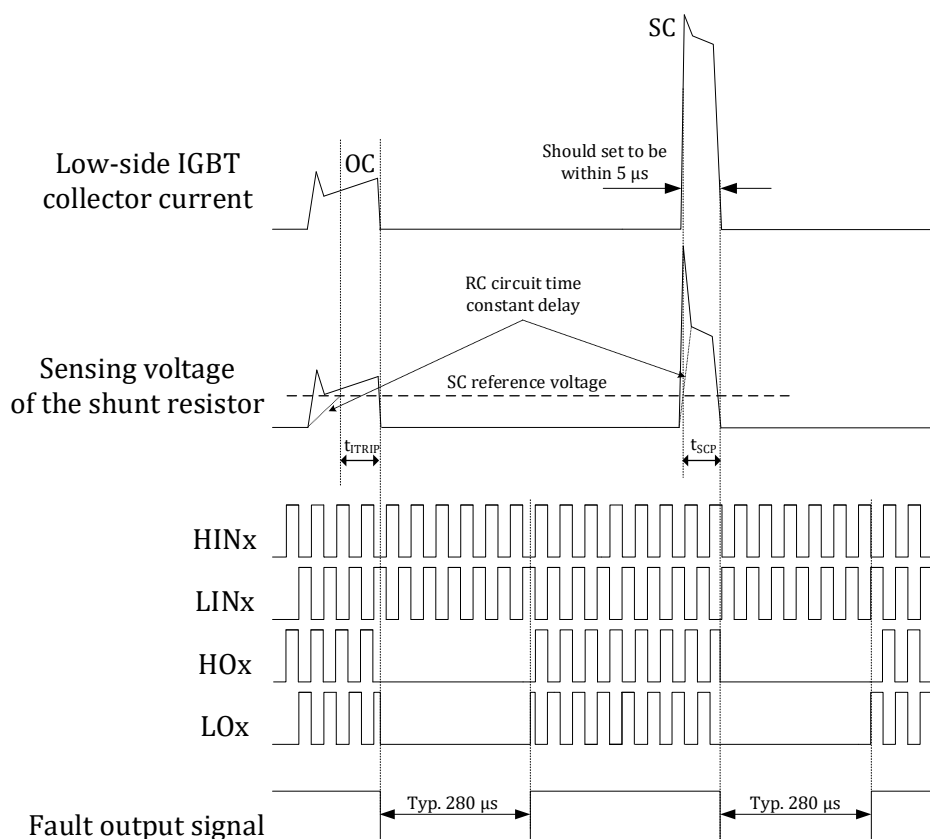 SC
Low-side IGBT
collector current
OC
Should set to be
within 5 μs
RC circuit time
constant delay
Sensing voltage
of the shunt resistor
SC reference voltage
tITRIP
tSCP
HINx
LINx
HOx
LOx
Typ. 280 μs
Typ. 280 μs
Fault output signal